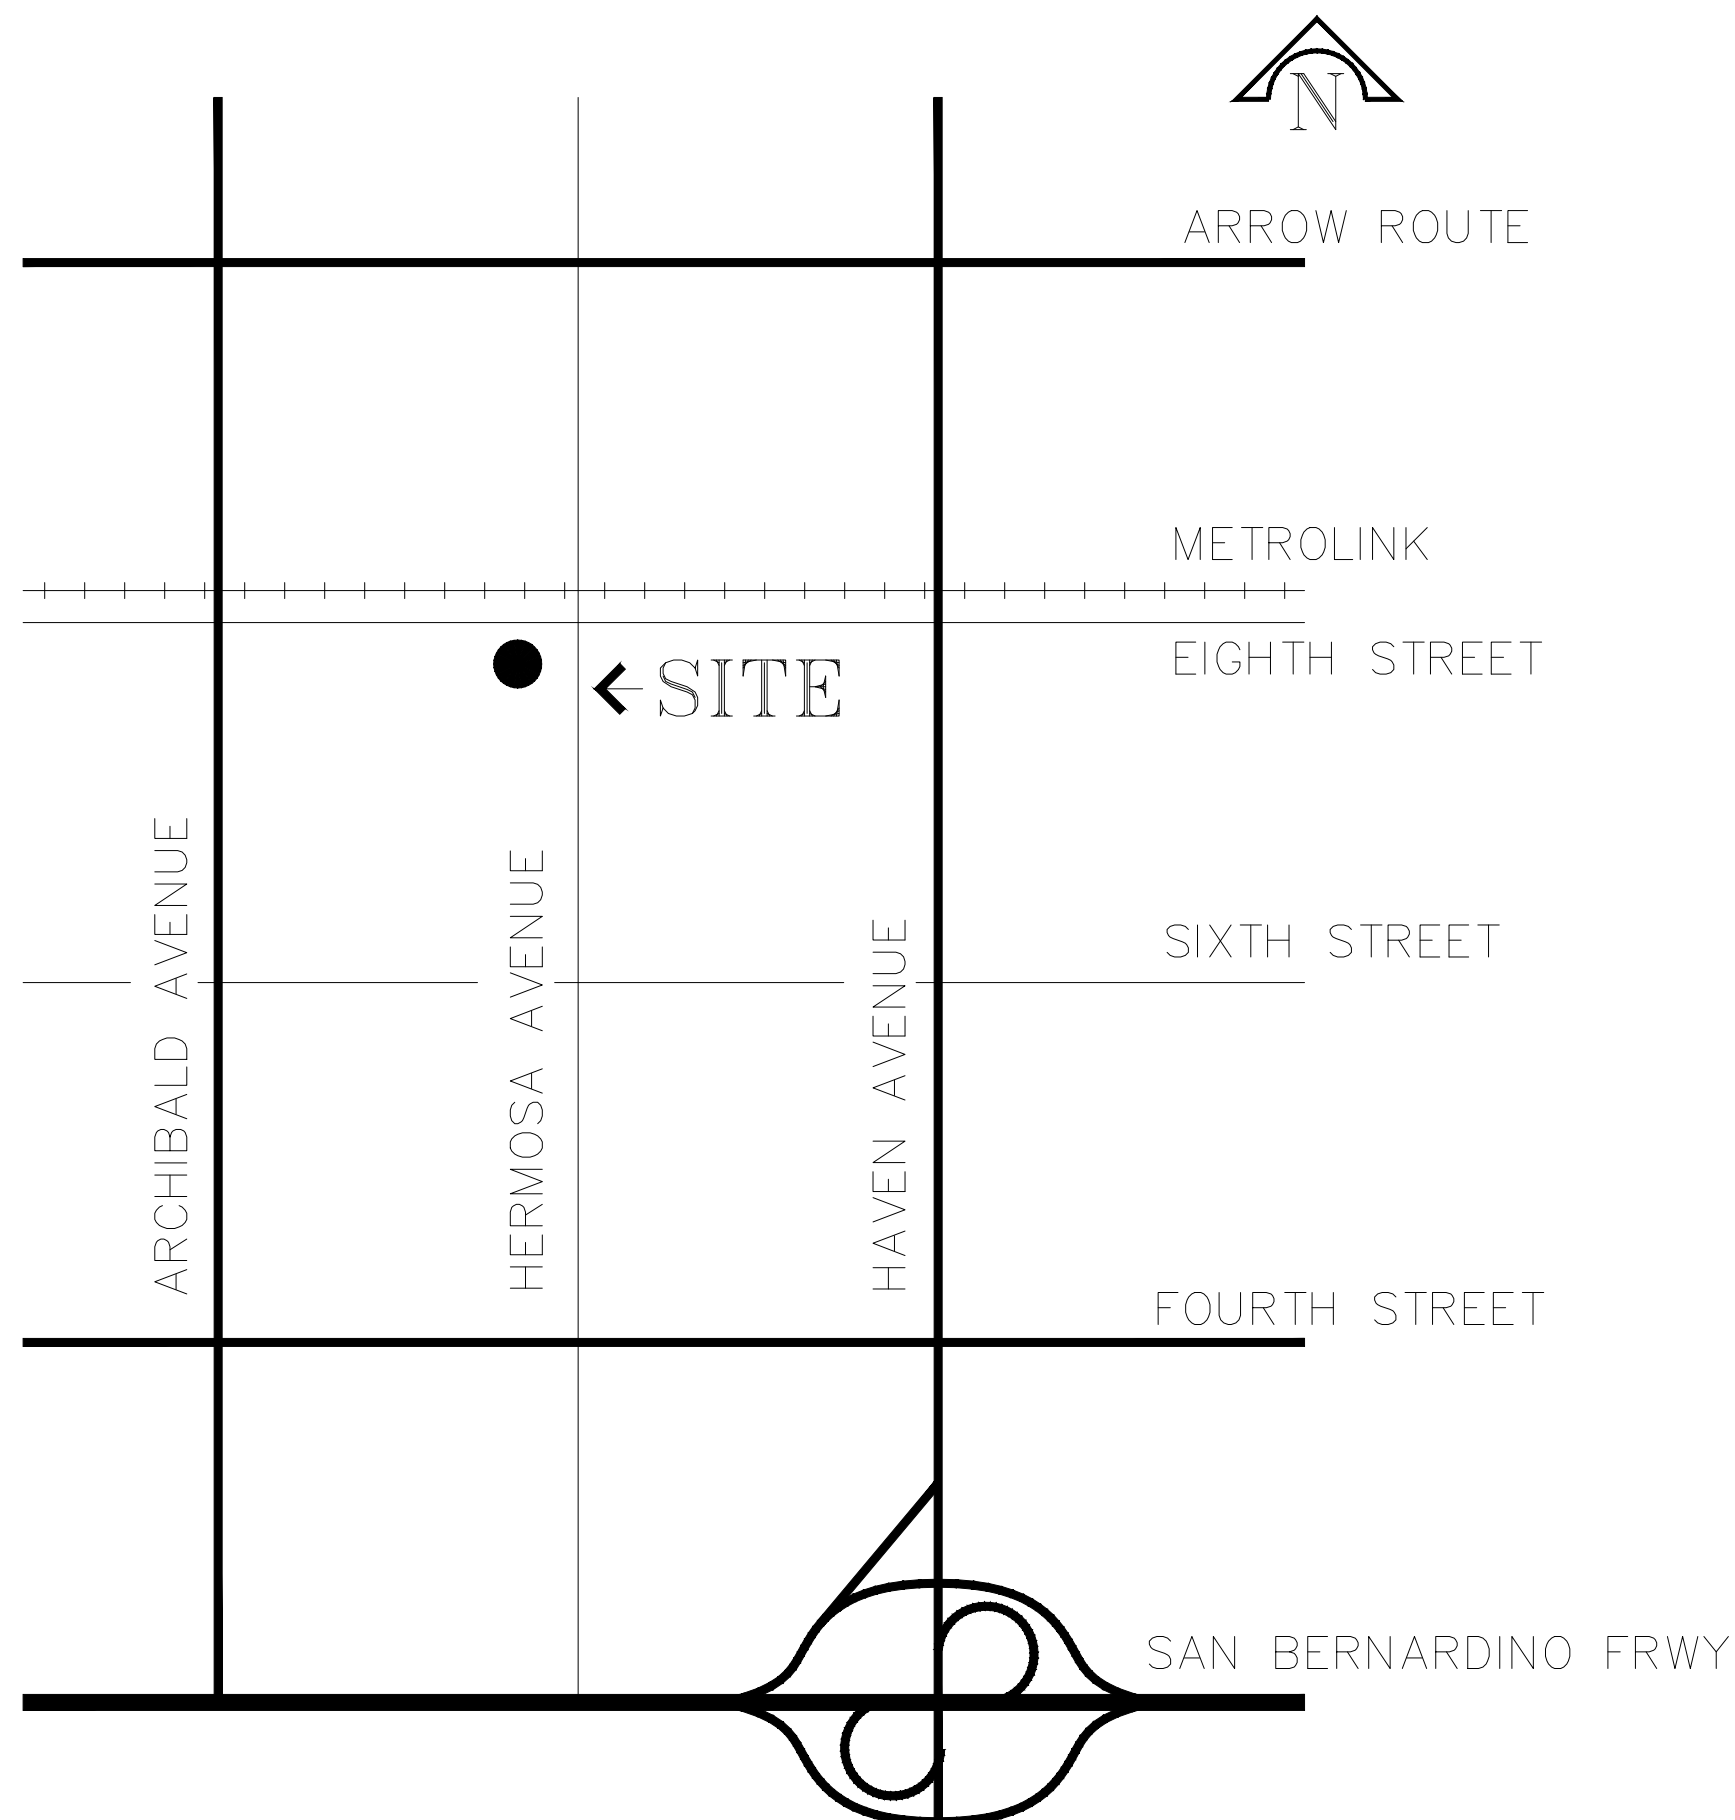 N
ARROW ROUTE
METROLINK
EIGHTH STREET
SITE
ARCHIBALD AVENUE
HERMOSA AVENUE
HAVEN AVENUE
SIXTH STREET
FOURTH STREET
SAN BERNARDINO FRWY